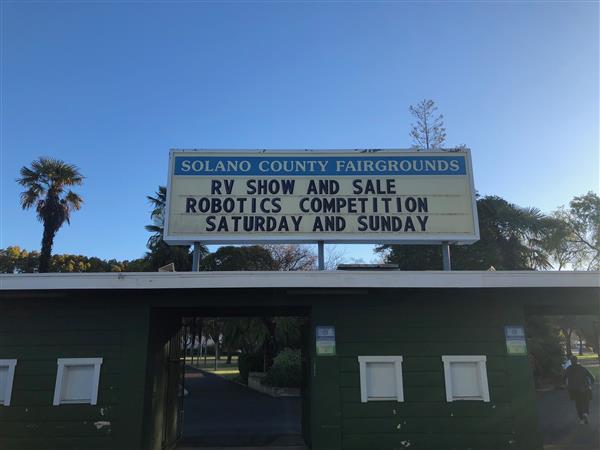 SOLANO COUNTY FAIRGROUNDS
RV SHOW AND SALE
ROBOTICS COMPETITION
SATURDAY AND SUNDAY